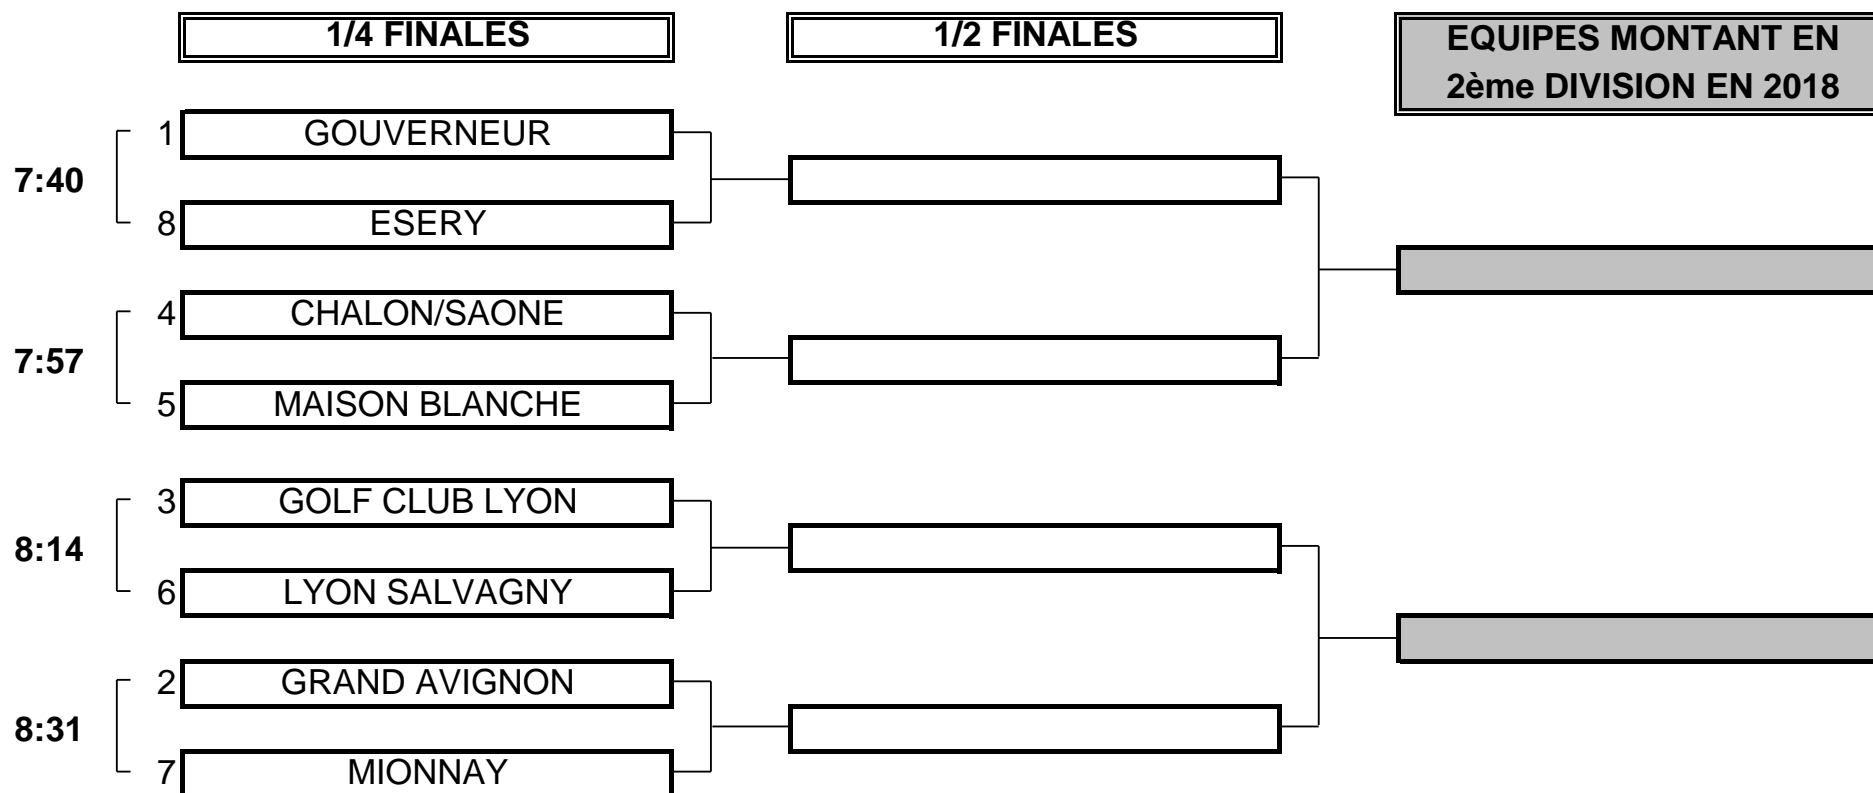 1/4 FINALES
1/2 FINALES
EQUIPES MONTANT EN
2ème DIVISION EN 2018
1 GOUVERNEUR
7:40
8 ESERY
4 CHALON/SAONE
7:57
5 MAISON BLANCHE
3 GOLF CLUB LYON
8:14
6 LYON SALVAGNY
2 GRAND AVIGNON
8:31
7 MIONNAY